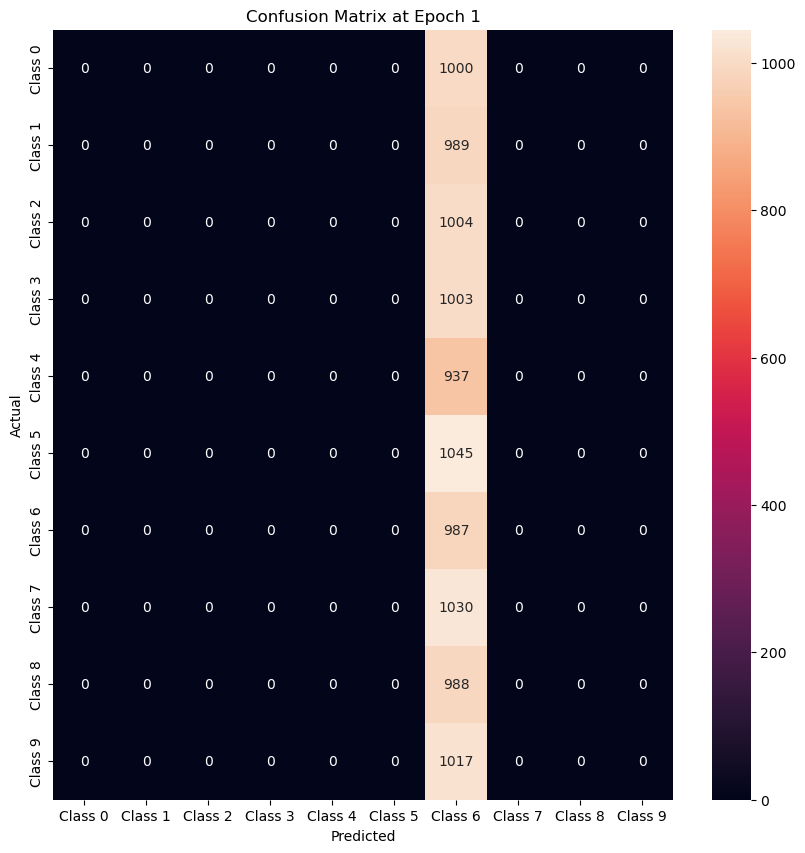 Confusion Matrix at Epoch 1
Class 0 0 0 0 0 0 0 1000 0 0 0
Class 1 0 0 0 0 0 0 989 0 0 0
Class 2 0 0 0 0 0 0 1004 0 0 0
Class 3 0 0 0 0 0 0 1003 0 0 0
Class 4 0 0 0 0 0 0 937 0 0 0
Class 5 0 0 0 0 0 0 1045 0 0 0
Class 6 0 0 0 0 0 0 987 0 0 0
Class 7 0 0 0 0 0 0 1030 0 0 0
Class 8 0 0 0 0 0 0 988 0 0 0
Class 9 0 0 0 0 0 0 1017 0 0 0
Class 0 Class 1 Class 2 Class 3 Class 4 Class 5 Class 6 Class 7 Class 8 Class 9
Predicted
Actual
1000
800
600
400
200
0